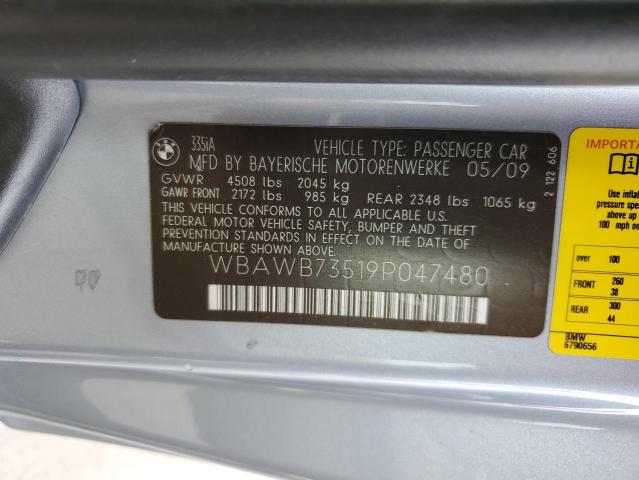 BMW
335iA
VEHICLE TYPE: PASSENGER CAR
MFD BY BAYERISCHE MOTORENWERKE 05/09
GVWR 4508 lbs 2045 kg
GAWR FRONT 2172 lbs 985 kg REAR 2348 lbs 1065 kg
THIS VEHICLE CONFORMS TO ALL APPLICABLE U.S.
FEDERAL MOTOR VEHICLE SAFETY, BUMPER AND THEFT
PREVENTION STANDARDS IN EFFECT ON THE DATE OF
MANUFACTURE SHOWN ABOVE.
WBAWB73519P047480
2 122 606
IMPORTA
Use inflat
pressure spe
above up
100 mph or
over 100
FRONT 260
38
REAR 300
44
BMW
6790656